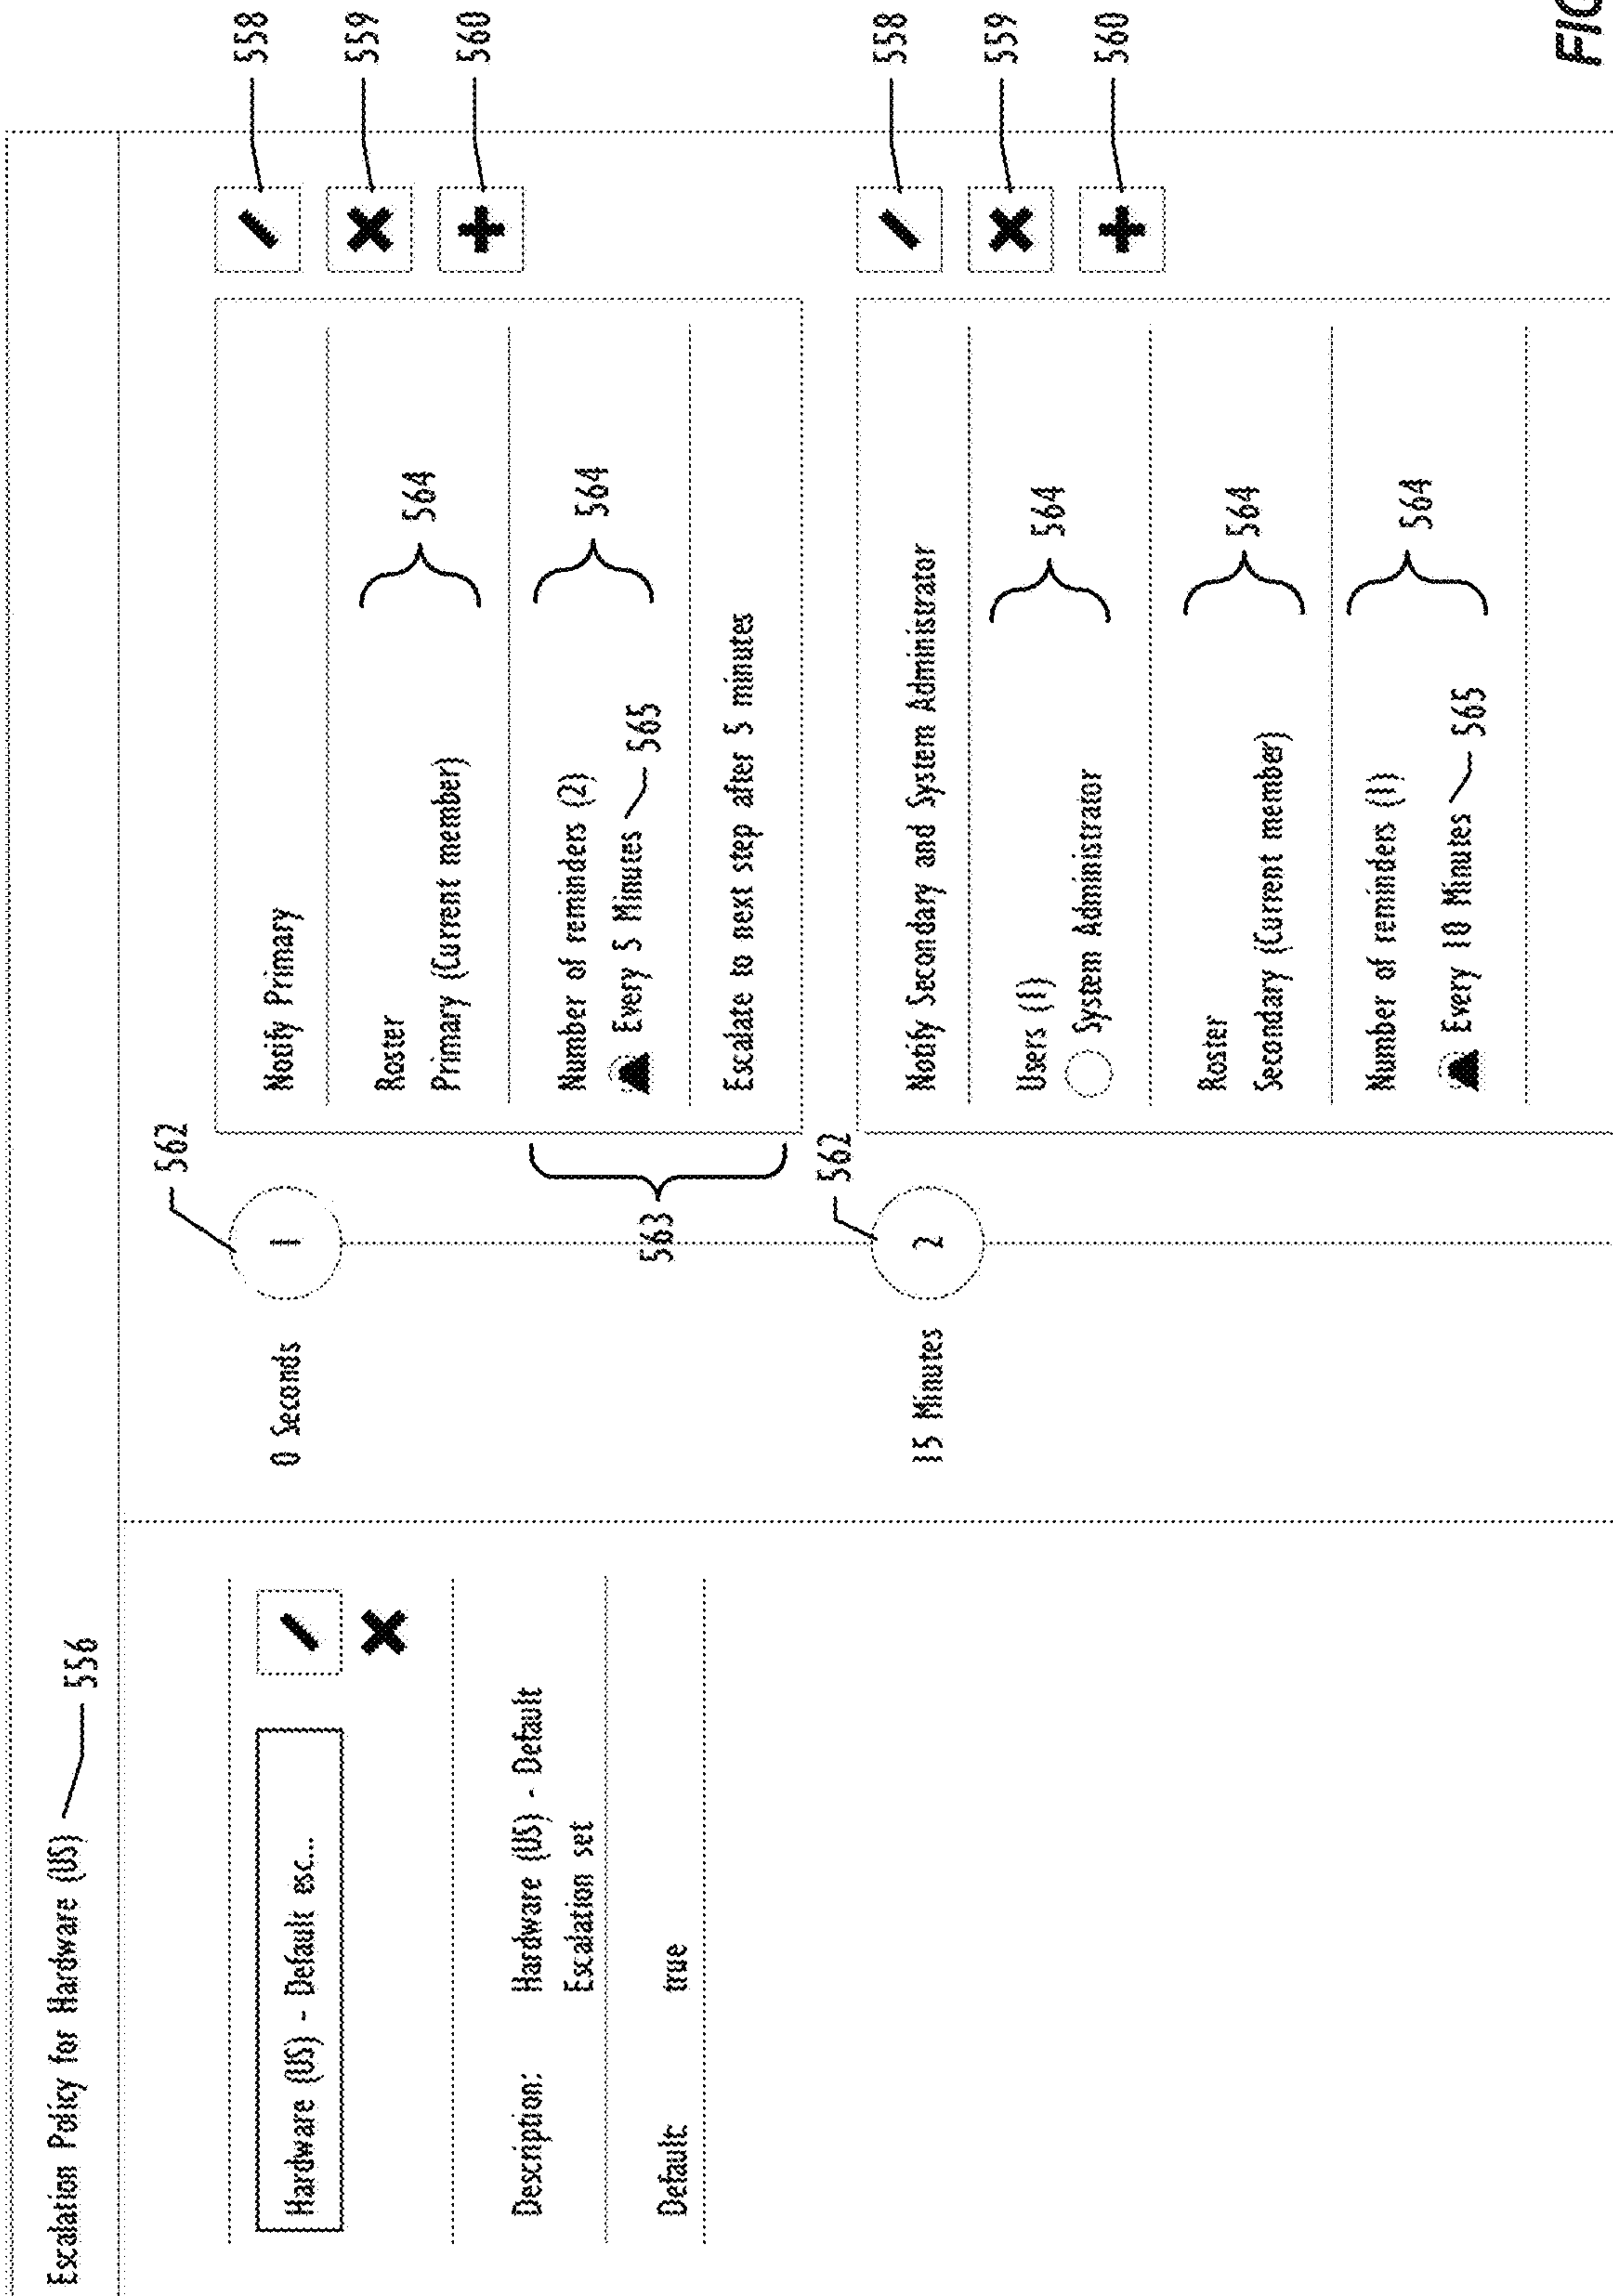 Escalation Policy for Hardware (US) 556
Hardware (US) - Default esc...
Description: Hardware (US) - Default
Escalation set
Default: true
562
0 Seconds
1
Notify Primary
558
Roster
Primary (Current member)
564
559
Number of reminders (2)
Every 5 Minutes 565
564
560
Escalate to next step after 5 minutes
563
562
15 Minutes
2
Notify Secondary and System Administrator
558
Users (1)
System Administrator
564
559
Roster
Secondary (Current member)
564
560
Number of reminders (1)
Every 10 Minutes 565
564